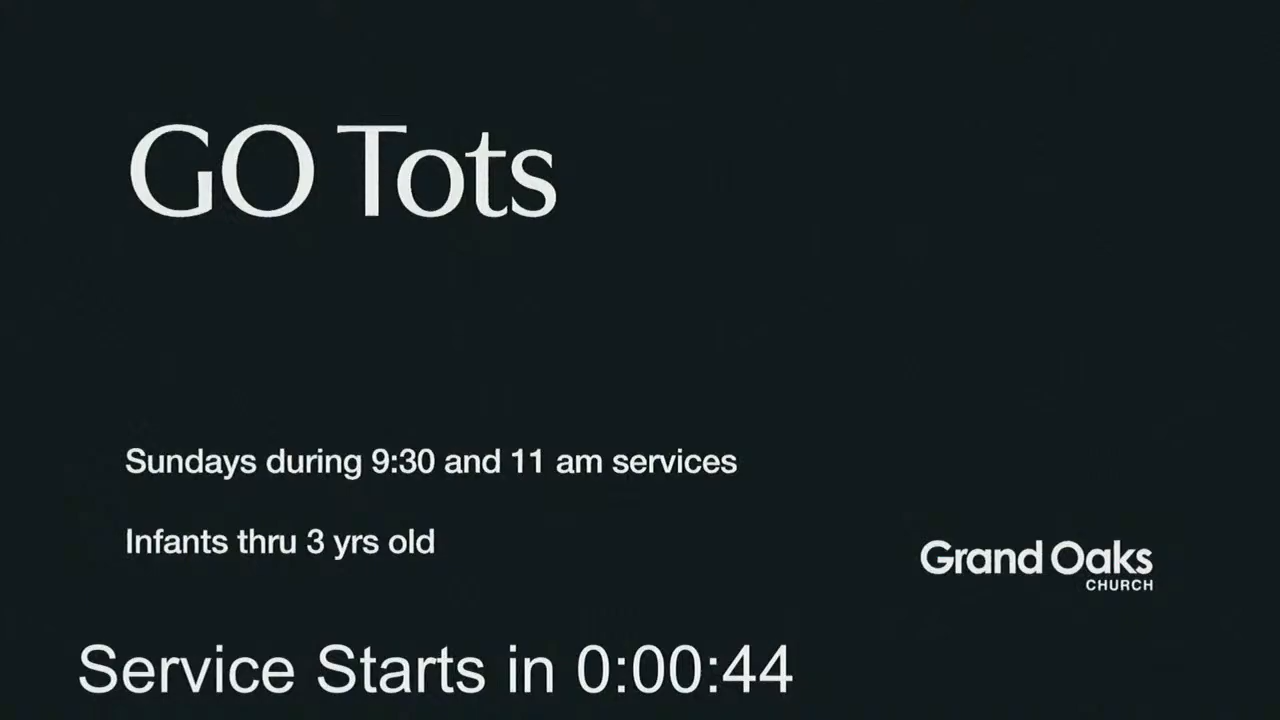 GO Tots
Sundays during 9:30 and 11 am services
Infants thru 3 yrs old
Grand Oaks
CHURCH
Service Starts in 0:00:44